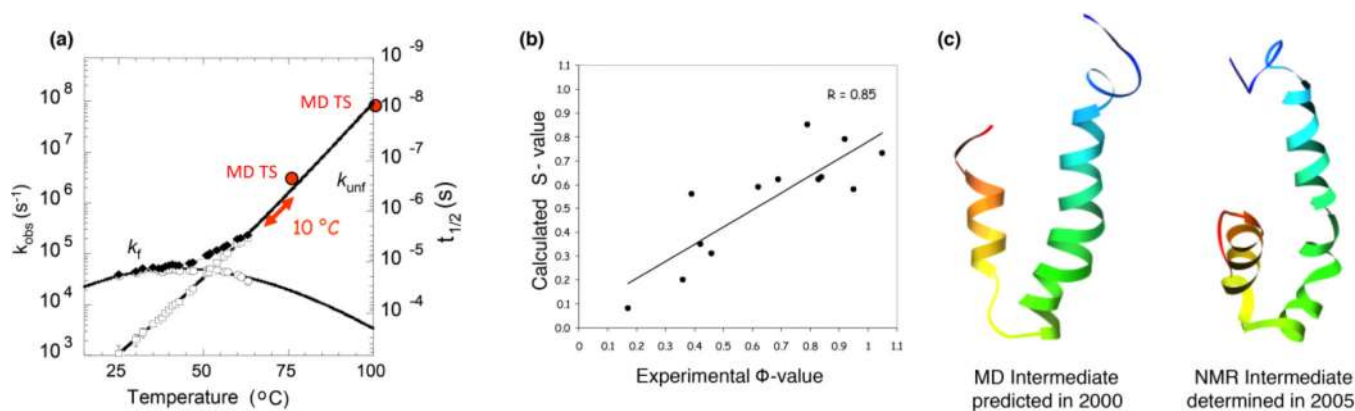 (a)
10 8
10 7
10 6
10 5
10 4
10 3
kobs (s-1)
25
50
75
100
Temperature (°C)
10 -9
10 -8
10 -7
10 -6
10 -5
10 -4
t1/2 (s)
MD TS
MD TS
kunf
10 °C
kf
(b)
R = 0.85
1.1
1.0
0.9
0.8
0.7
0.6
0.5
0.4
0.3
0.2
0.1
0.0
Calculated S - value
0
0.1
0.2
0.3
0.4
0.5
0.6
0.7
0.8
0.9
1
1.1
Experimental Φ-value
(c)
MD Intermediate
predicted in 2000
NMR Intermediate
determined in 2005